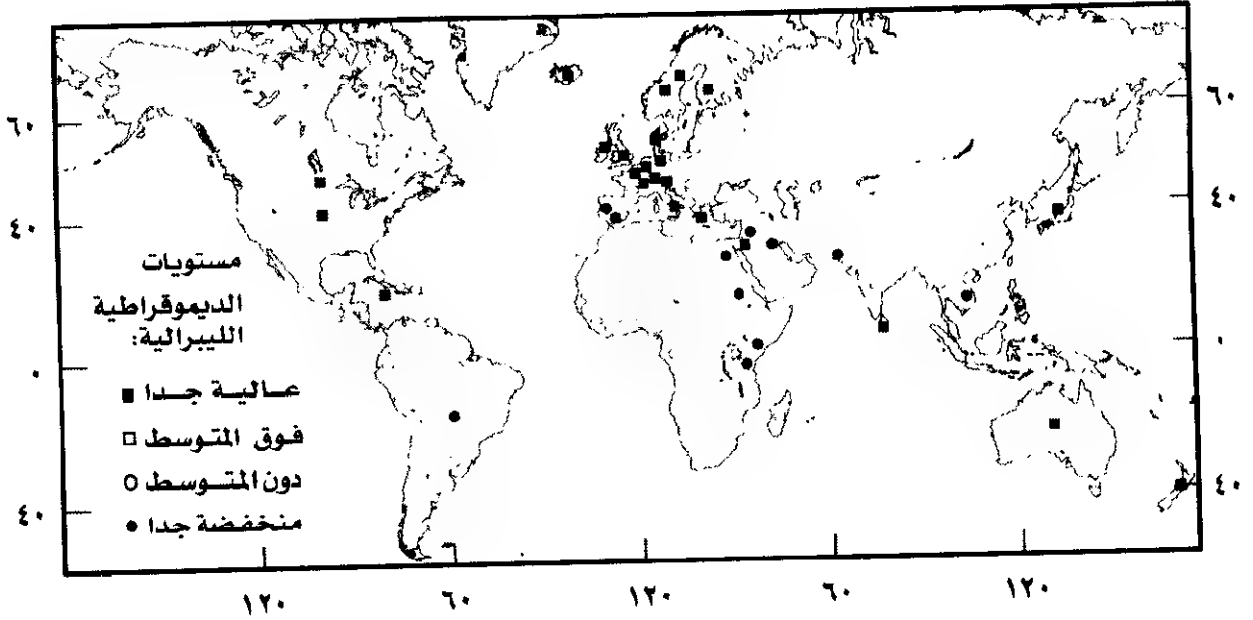 ٦٠
٤٠
٠
٤٠
٦٠
٤٠
٠
٤٠
مستويات
الديموقراطية
الليبرالية:
عالية جدا
فوق المتوسط
دون المتوسط
منخفضة جدا
١٢٠
٦٠
١٢٠
٦٠
١٢٠